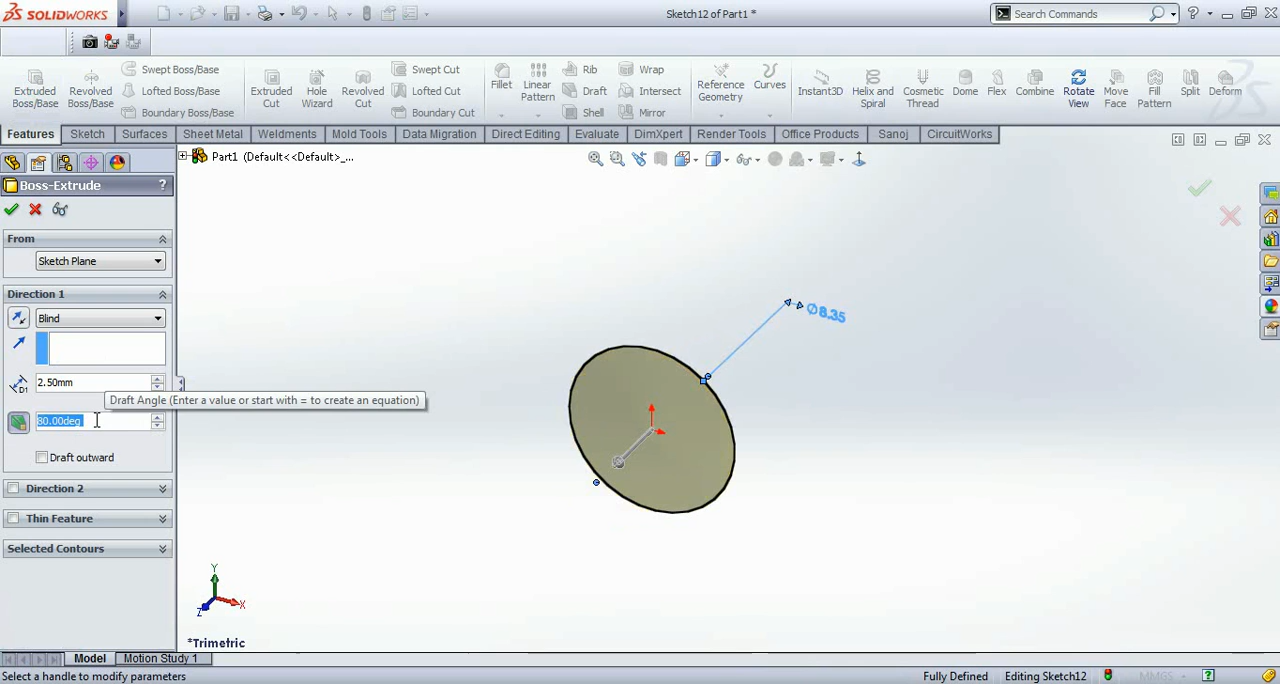 SOLIDWORKS
Sketch12 of Part1 *
Search Commands
Extruded Boss/Base
Revolved Boss/Base
Swept Boss/Base
Lofted Boss/Base
Boundary Boss/Base
Extruded Cut
Hole Wizard
Revolved Cut
Swept Cut
Lofted Cut
Boundary Cut
Fillet
Linear Pattern
Rib
Draft
Shell
Wrap
Intersect
Mirror
Reference Geometry
Curves
Instant3D
Helix and Spiral
Cosmetic Thread
Dome
Flex
Combine
Rotate View
Move Face
Fill Pattern
Split
Deform
Features
Sketch
Surfaces
Sheet Metal
Weldments
Mold Tools
Data Migration
Direct Editing
Evaluate
DimXpert
Render Tools
Office Products
Sanoj
CircuitWorks
Part1 (Default<<Default>_...
Boss-Extrude
?
From
Sketch Plane
Direction 1
Blind
2.50mm
Draft Angle (Enter a value or start with = to create an equation)
80.00deg
Draft outward
Direction 2
Thin Feature
Selected Contours
∅8.35
Y
X
Z
*Trimetric
Model
Motion Study 1
Select a handle to modify parameters
Fully Defined
Editing Sketch12
MMGS